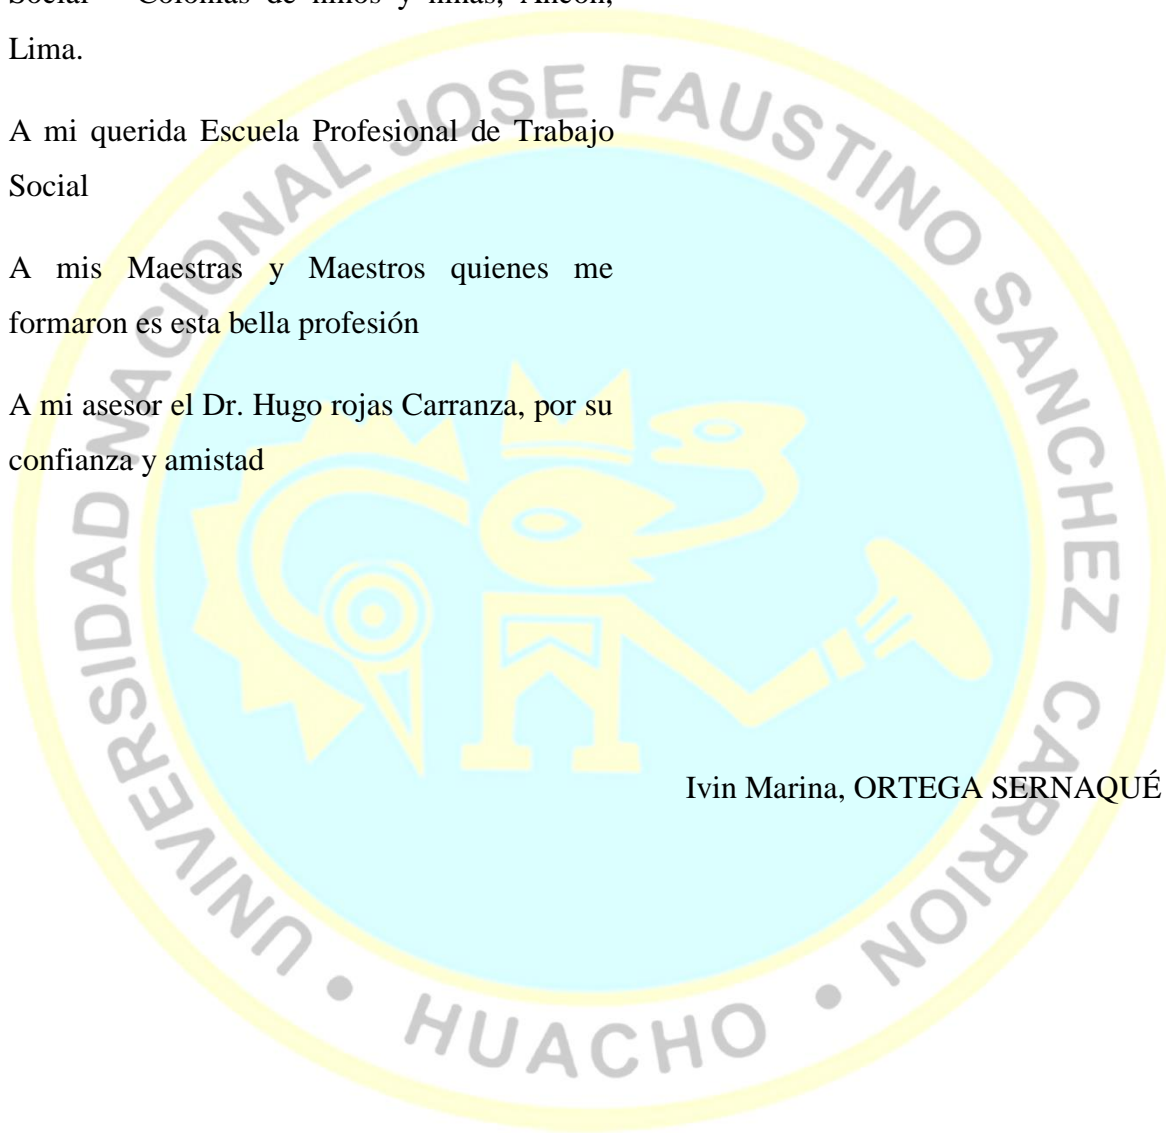 Social – Colonias de niños y niñas, Ancón,
Lima.
A mi querida Escuela Profesional de Trabajo
Social
A mis Maestras y Maestros quienes me
formaron es esta bella profesión
A mi asesor el Dr. Hugo rojas Carranza, por su
confianza y amistad
Ivin Marina, ORTEGA SERNAQUÉ
UNIVERSIDAD NACIONAL JOSE FAUSTINO SANCHEZ CARRION • HUACHO •